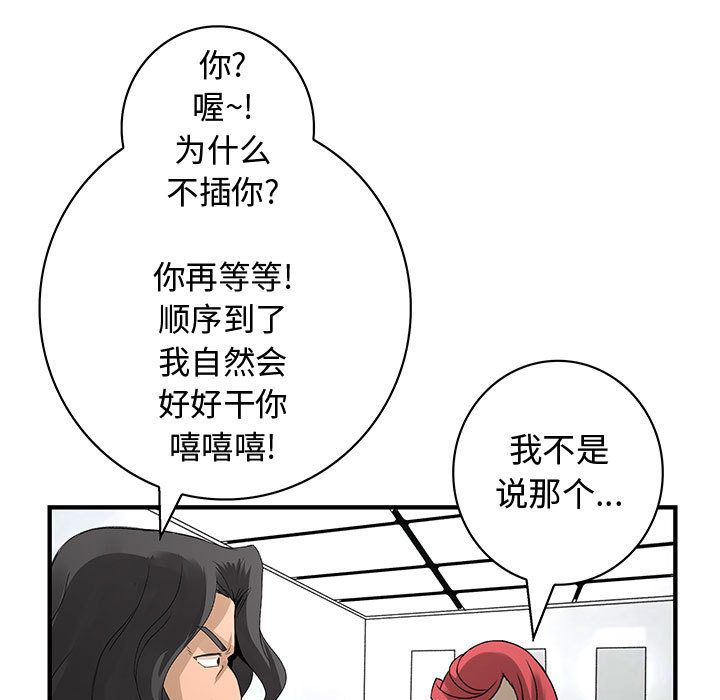 你?
喔~!
为什么
不插你?
你再等等!
顺序到了
我自然会
好好干你
嘻嘻嘻!
我不是
说那个...